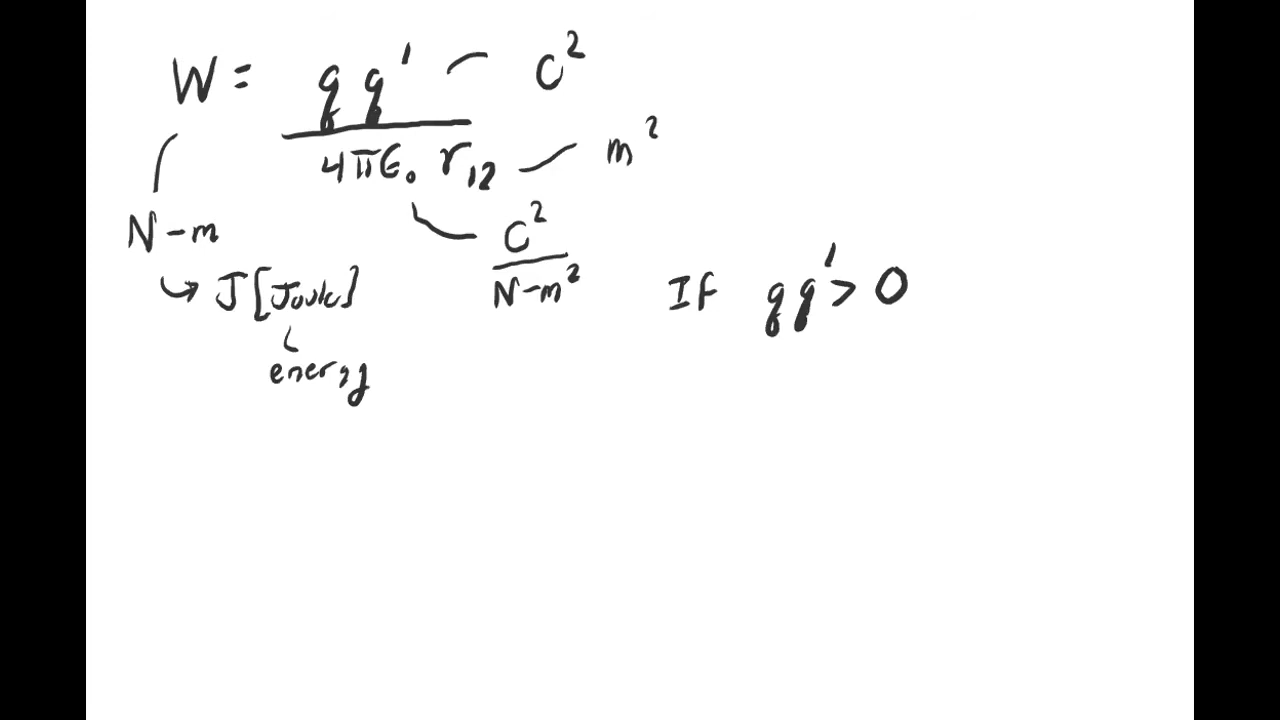 W = qq' C²
4πϵ₀ r₁₂ m²
N-m C²
N-m²
↳ J [Joule] If qq' > 0
energy